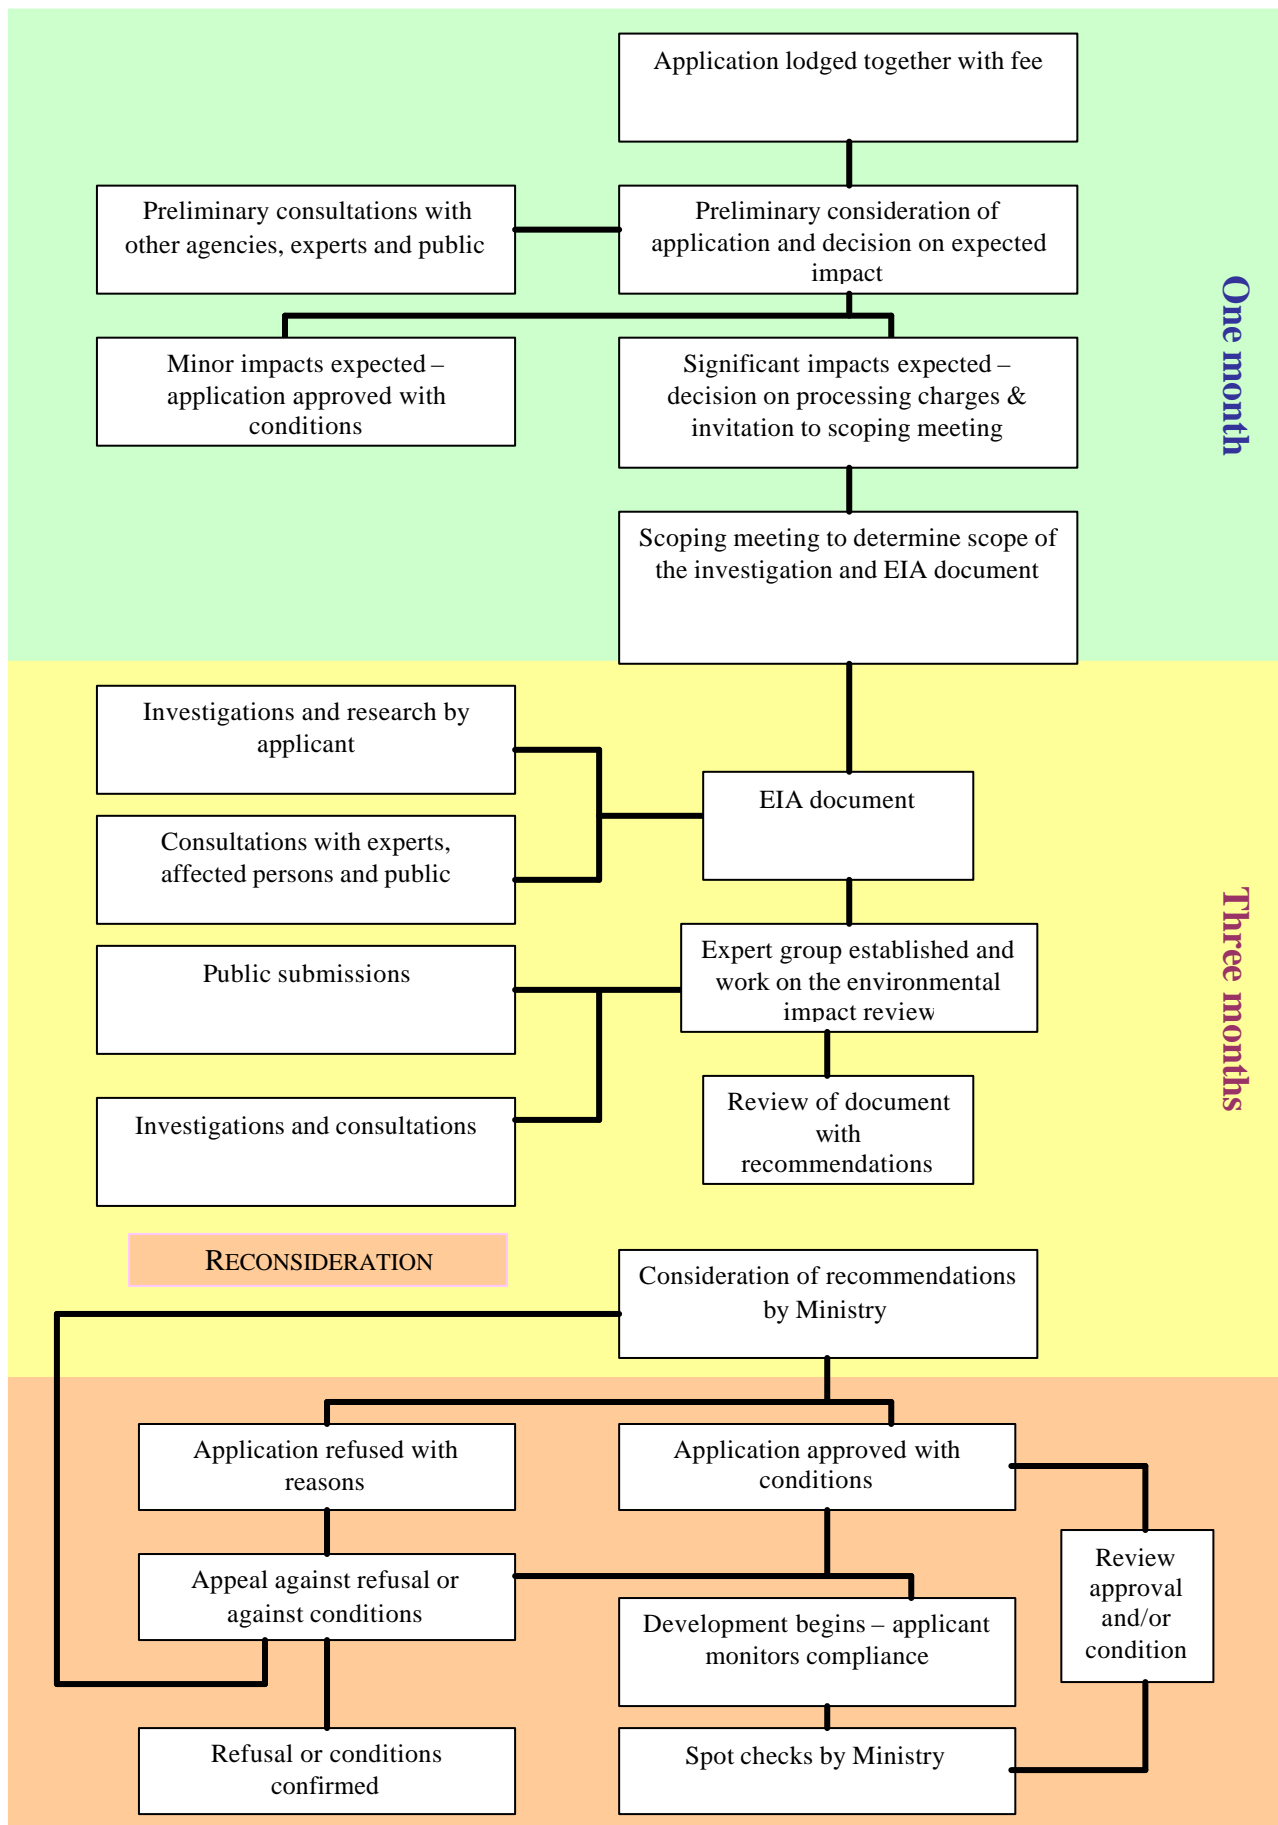 Application lodged together with fee
Preliminary consultations with
other agencies, experts and public
Preliminary consideration of
application and decision on expected
impact
One month
Minor impacts expected –
application approved with
conditions
Significant impacts expected –
decision on processing charges &
invitation to scoping meeting
Scoping meeting to determine scope of
the investigation and EIA document
Investigations and research by
applicant
EIA document
Consultations with experts,
affected persons and public
Three months
Public submissions
Expert group established and
work on the environmental
impact review
Investigations and consultations
Review of document
with
recommendations
RECONSIDERATION
Consideration of recommendations
by Ministry
Application refused with
reasons
Application approved with
conditions
Appeal against refusal or
against conditions
Review
approval
and/or
condition
Development begins – applicant
monitors compliance
Refusal or conditions
confirmed
Spot checks by Ministry